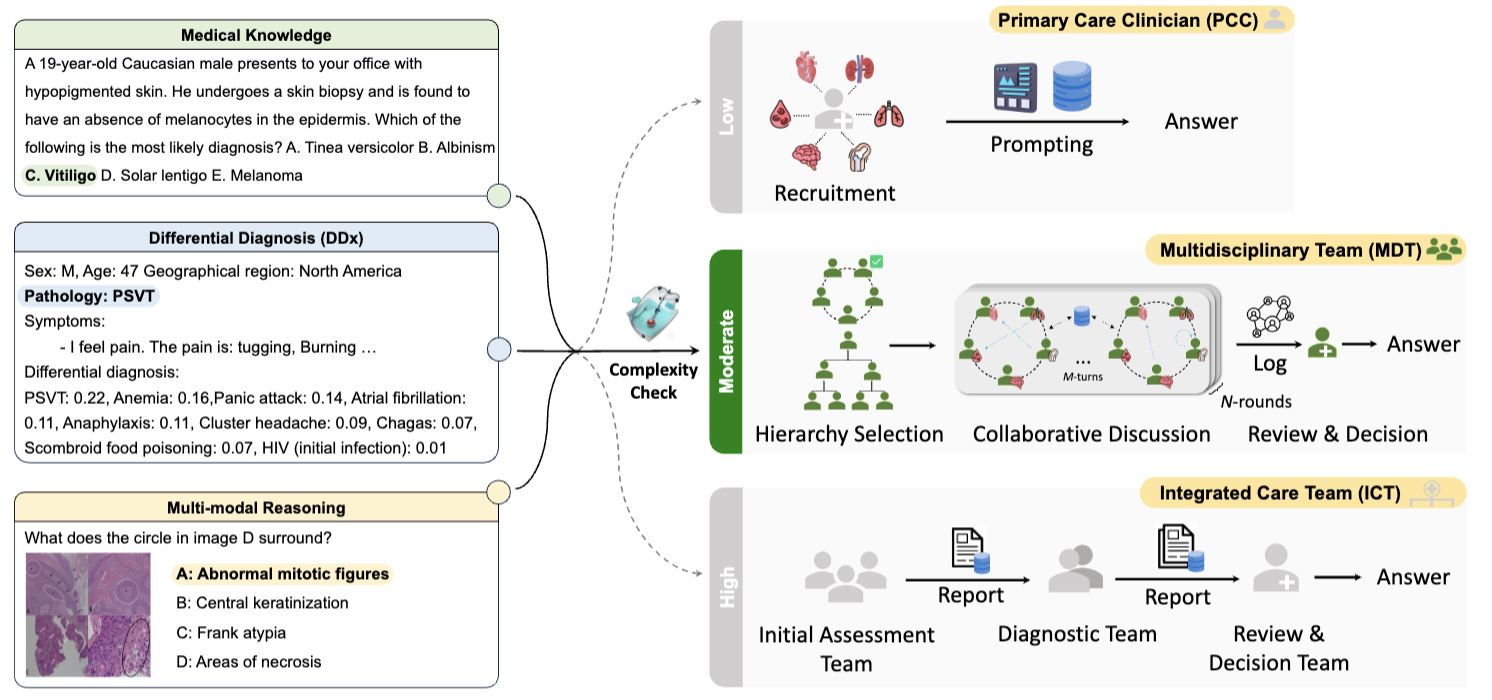 Medical Knowledge
A 19-year-old Caucasian male presents to your office with
hypopigmented skin. He undergoes a skin biopsy and is found to
have an absence of melanocytes in the epidermis. Which of the
following is the most likely diagnosis? A. Tinea versicolor B. Albinism
C. Vitiligo D. Solar lentigo E. Melanoma
Differential Diagnosis (DDx)
Sex: M, Age: 47 Geographical region: North America
Pathology: PSVT
Symptoms:
- I feel pain. The pain is: tugging, Burning ...
Differential diagnosis:
PSVT: 0.22, Anemia: 0.16,Panic attack: 0.14, Atrial fibrillation:
0.11, Anaphylaxis: 0.11, Cluster headache: 0.09, Chagas: 0.07,
Scombroid food poisoning: 0.07, HIV (initial infection): 0.01
Multi-modal Reasoning
What does the circle in image D surround?
A: Abnormal mitotic figures
B: Central keratinization
C: Frank atypia
D: Areas of necrosis
Complexity
Check
Low
Primary Care Clinician (PCC)
Recruitment
Prompting
Answer
Moderate
Multidisciplinary Team (MDT)
Hierarchy Selection
...
M-turns
N-rounds
Collaborative Discussion
Log
Review & Decision
Answer
High
Integrated Care Team (ICT)
Initial Assessment
Team
Report
Diagnostic Team
Report
Review &
Decision Team
Answer